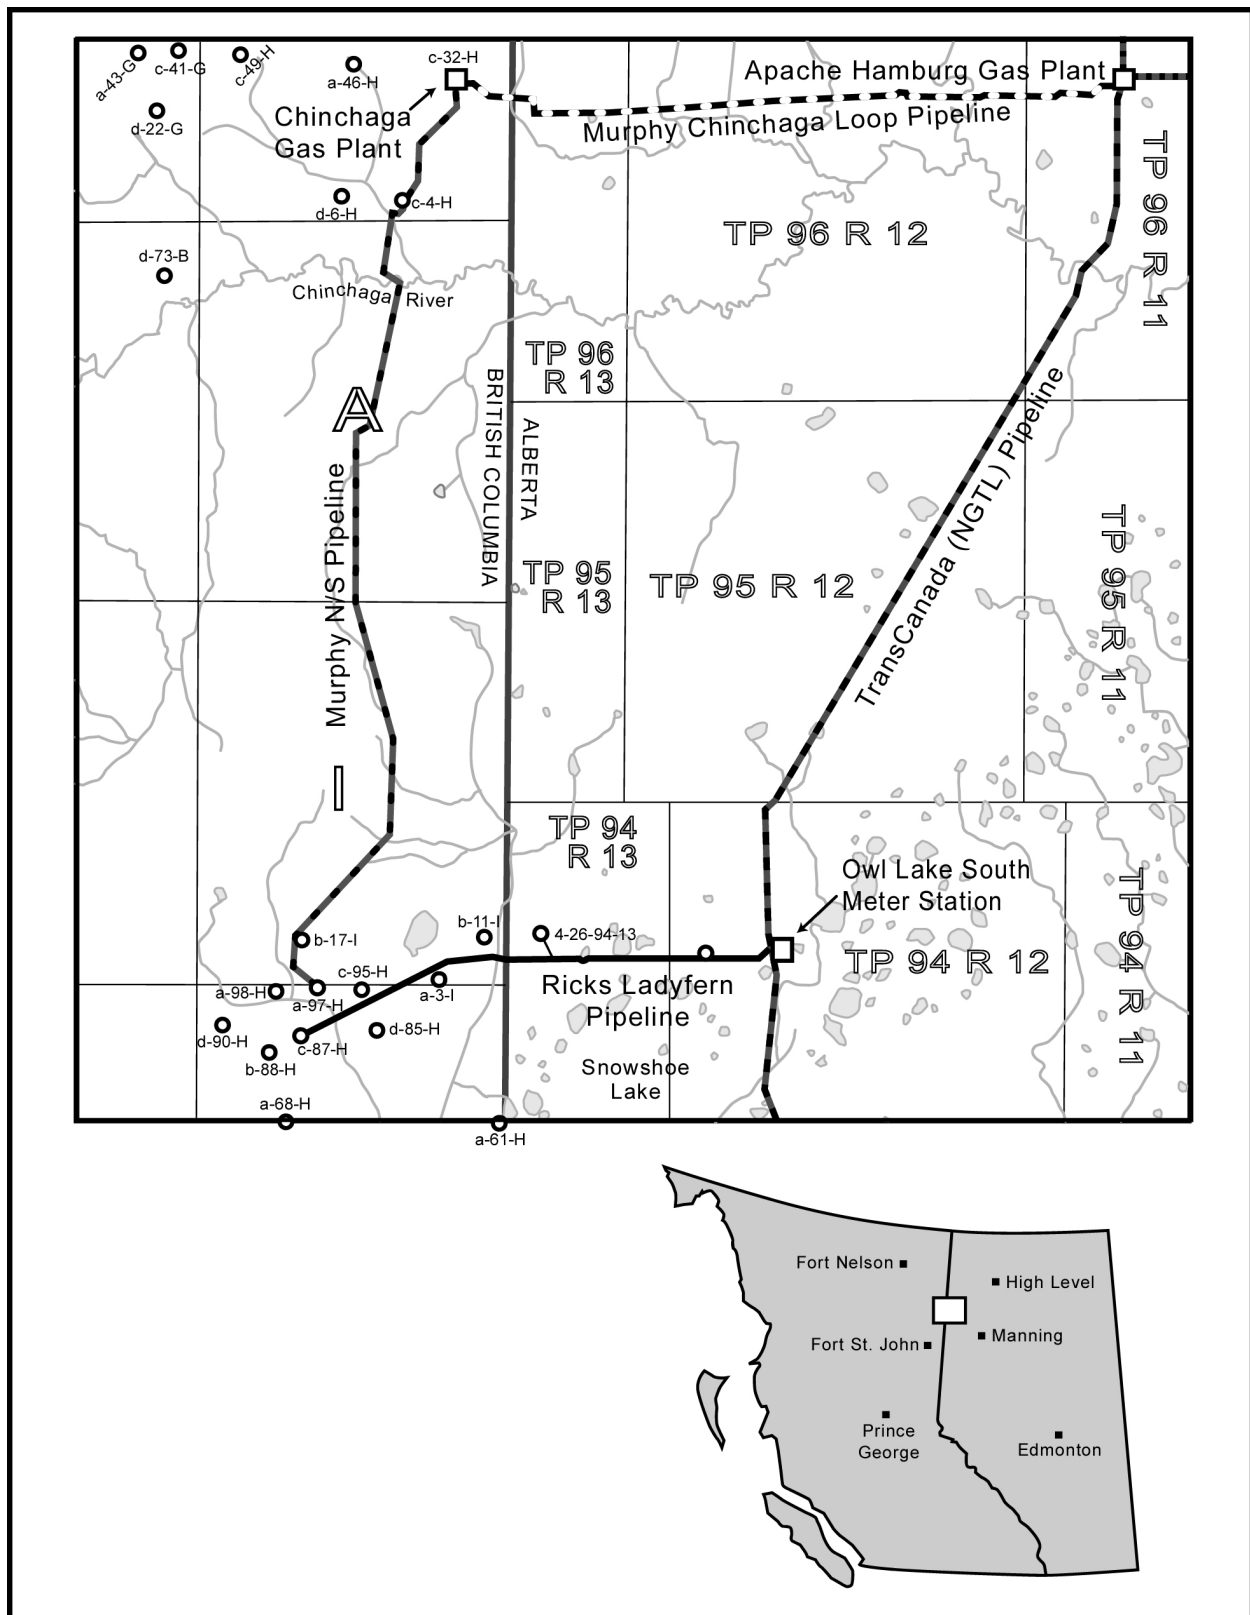 a-43-G
c-41-G
c-49-H
a-46-H
c-32-H
Apache Hamburg Gas Plant
d-22-G
Chinchaga
Gas Plant
Murphy Chinchaga Loop Pipeline
TP 96 R 11
d-6-H
c-4-H
TP 96 R 12
d-73-B
Chinchaga River
TP 96
R 13
BRITISH COLUMBIA
ALBERTA
A
Murphy N/S Pipeline
TransCanada (NGTL) Pipeline
TP 95
R 13
TP 95 R 12
TP 95 R 11
I
TP 94
R 13
Owl Lake South
Meter Station
b-17-I
b-11-I
4-26-94-13
TP 94 R 12
TP 94 R 11
a-98-H
a-97-H
c-95-H
a-3-I
Ricks Ladyfern
Pipeline
d-90-H
c-87-H
d-85-H
b-88-H
Snowshoe
Lake
a-68-H
a-61-H
Fort Nelson
High Level
Fort St. John
Manning
Prince
George
Edmonton